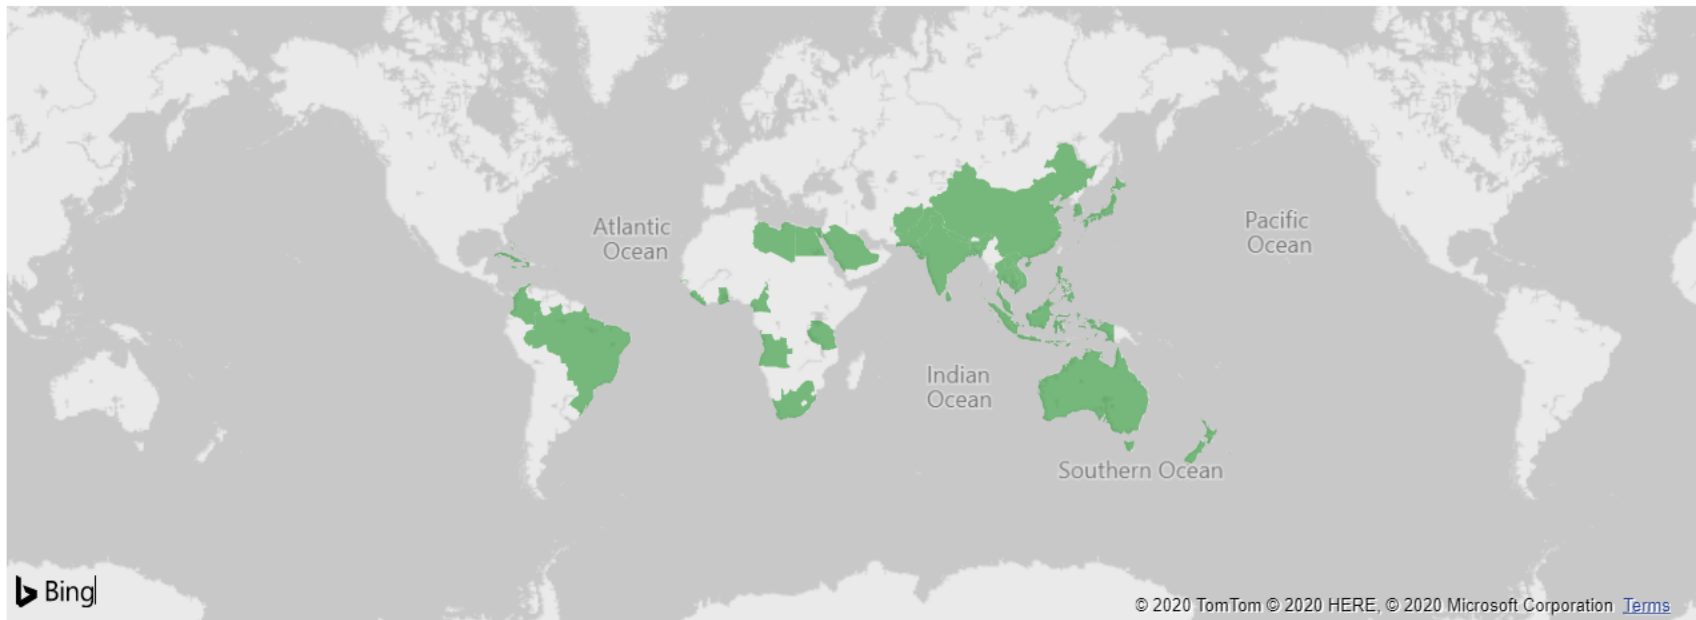 Atlantic
Ocean
Pacific
Ocean
Indian
Ocean
Southern Ocean
Bing
© 2020 TomTom © 2020 HERE, © 2020 Microsoft Corporation Terms